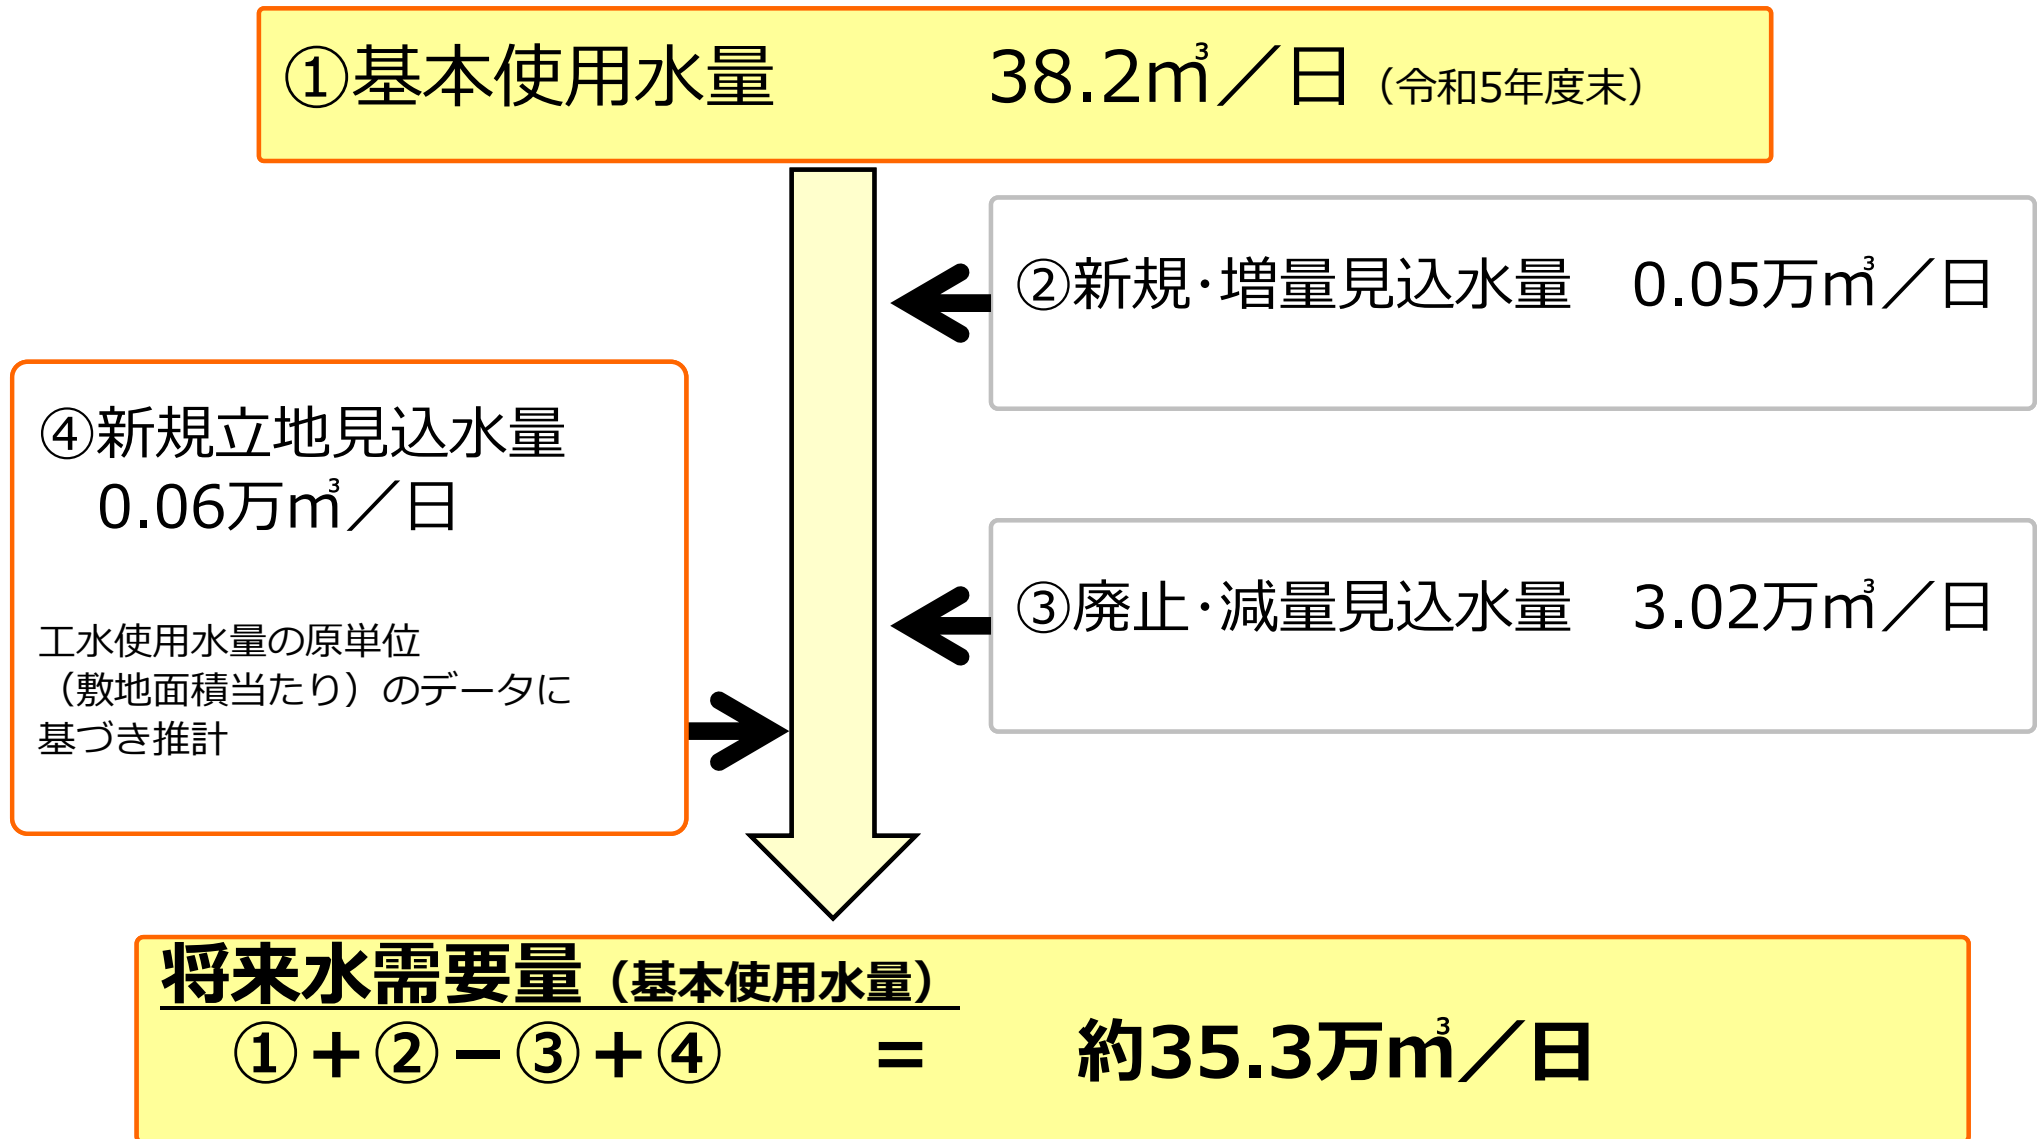 ①基本使用水量　　　38.2㎥／日（令和5年度末）
②新規･増量見込水量　0.05万㎥／日
④新規立地見込水量
0.06万㎥／日
工水使用水量の原単位
（敷地面積当たり）のデータに
基づき推計
③廃止･減量見込水量　3.02万㎥／日
将来水需要量（基本使用水量）
①＋②－③＋④　　＝　　約35.3万㎥／日